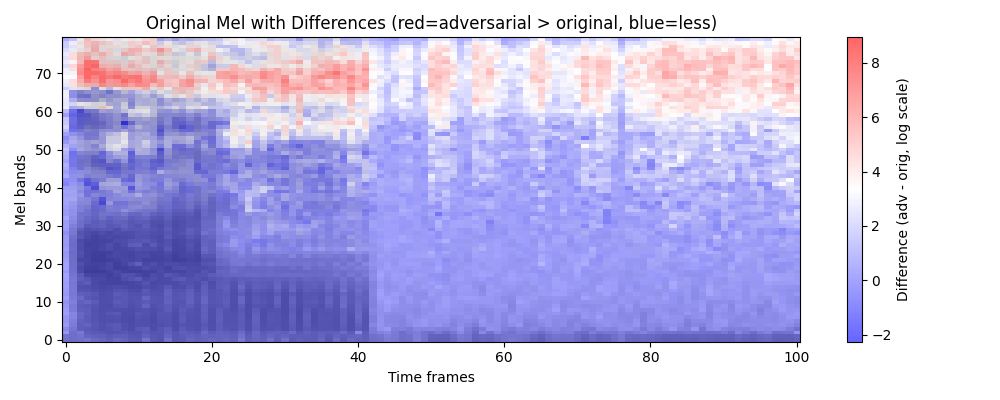 Original Mel with Differences (red=adversarial > original, blue=less)
70
60
50
40
30
20
10
0
Mel bands
0 20 40 60 80 100
Time frames
8
6
4
2
0
−2
Difference (adv - orig, log scale)